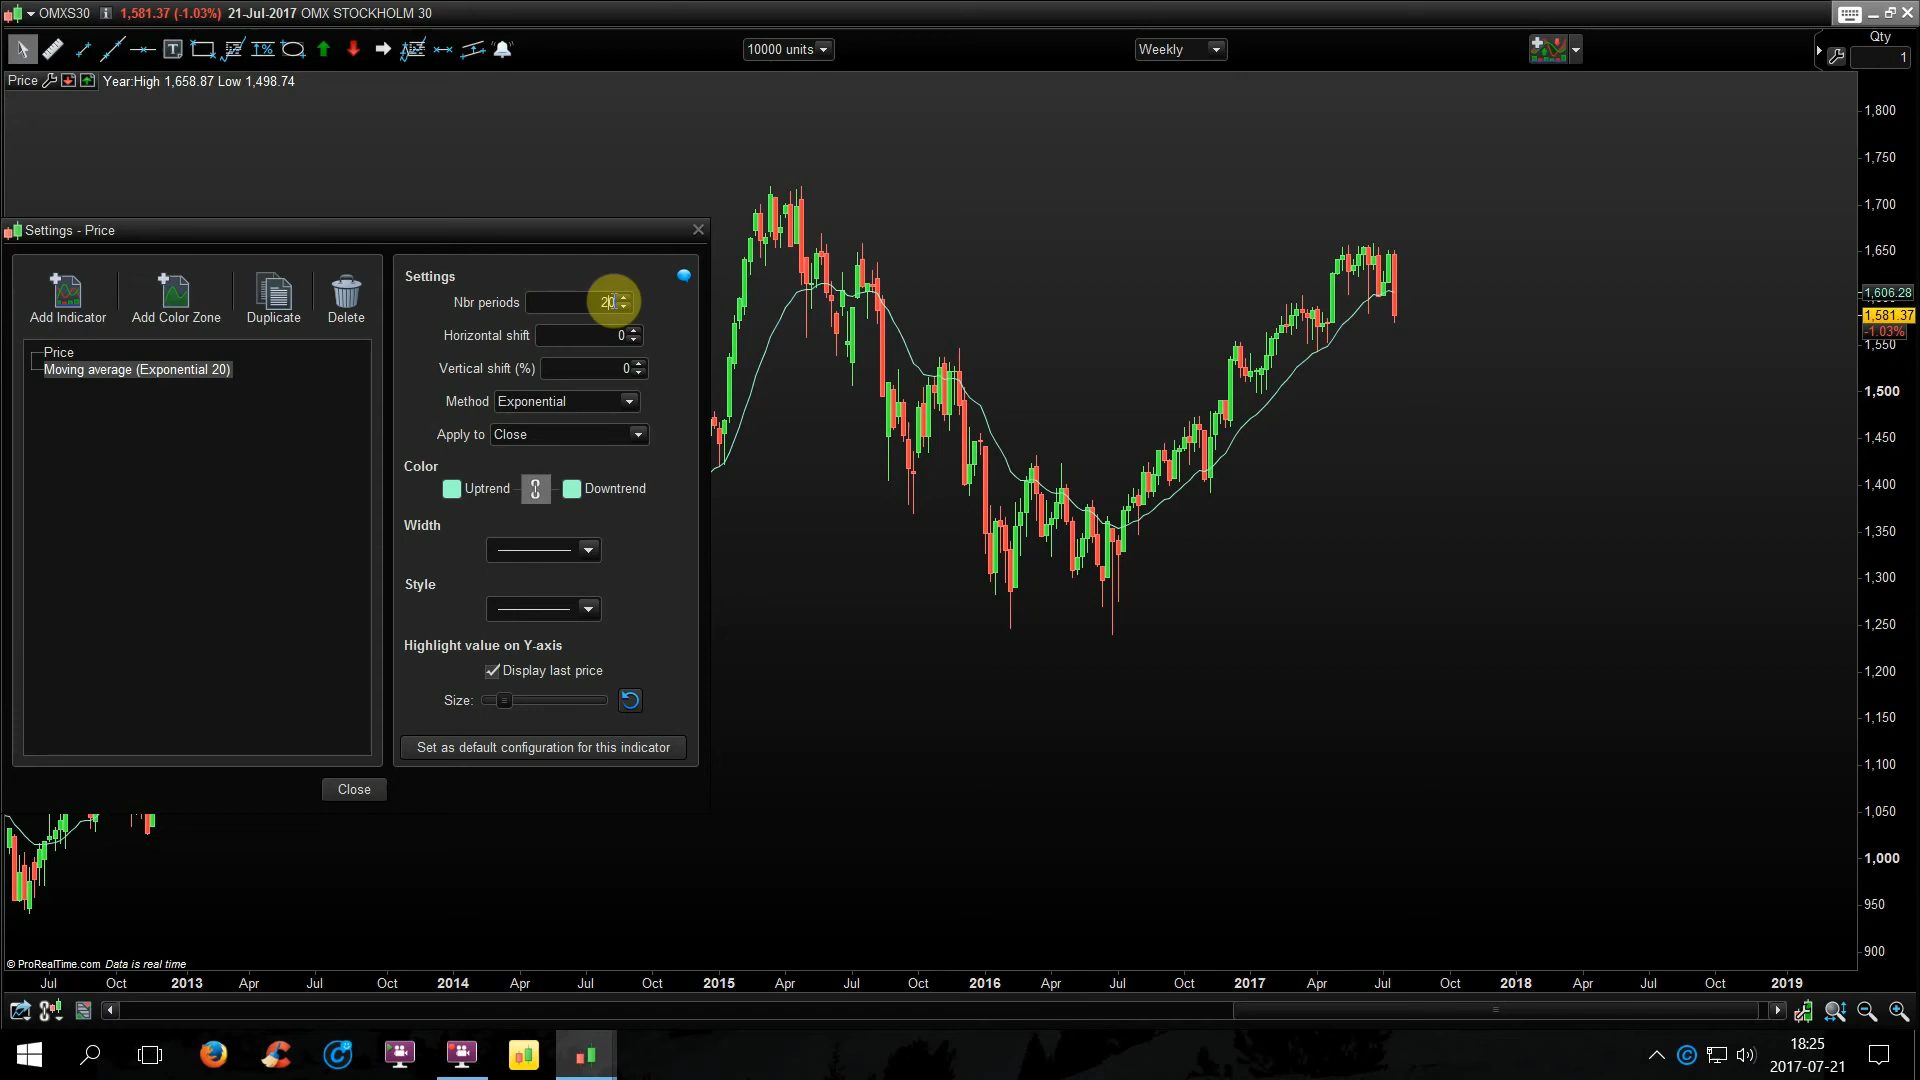 OMXS30 1,581.37 (-1.03%) 21-Jul-2017 OMX STOCKHOLM 30
10000 units
Weekly
Qty
1
Price Year:High 1,658.87 Low 1,498.74
Settings - Price
Add Indicator
Add Color Zone
Duplicate
Delete
Price
Moving average (Exponential 20)
Settings
Nbr periods 20
Horizontal shift 0
Vertical shift (%) 0
Method Exponential
Apply to Close
Color
Uptrend Downtrend
Width
Style
Highlight value on Y-axis
Display last price
Size:
Set as default configuration for this indicator
Close
1,800
1,750
1,700
1,650
1,606.28
1,581.37
-1.03%
1,550
1,500
1,450
1,400
1,350
1,300
1,250
1,200
1,150
1,100
1,050
1,000
950
900
© ProRealTime.com Data is real time
Jul Oct 2013 Apr Jul Oct 2014 Apr Jul Oct 2015 Apr Jul Oct 2016 Apr Jul Oct 2017 Apr Jul Oct 2018 Apr Jul Oct 2019
18:25
2017-07-21